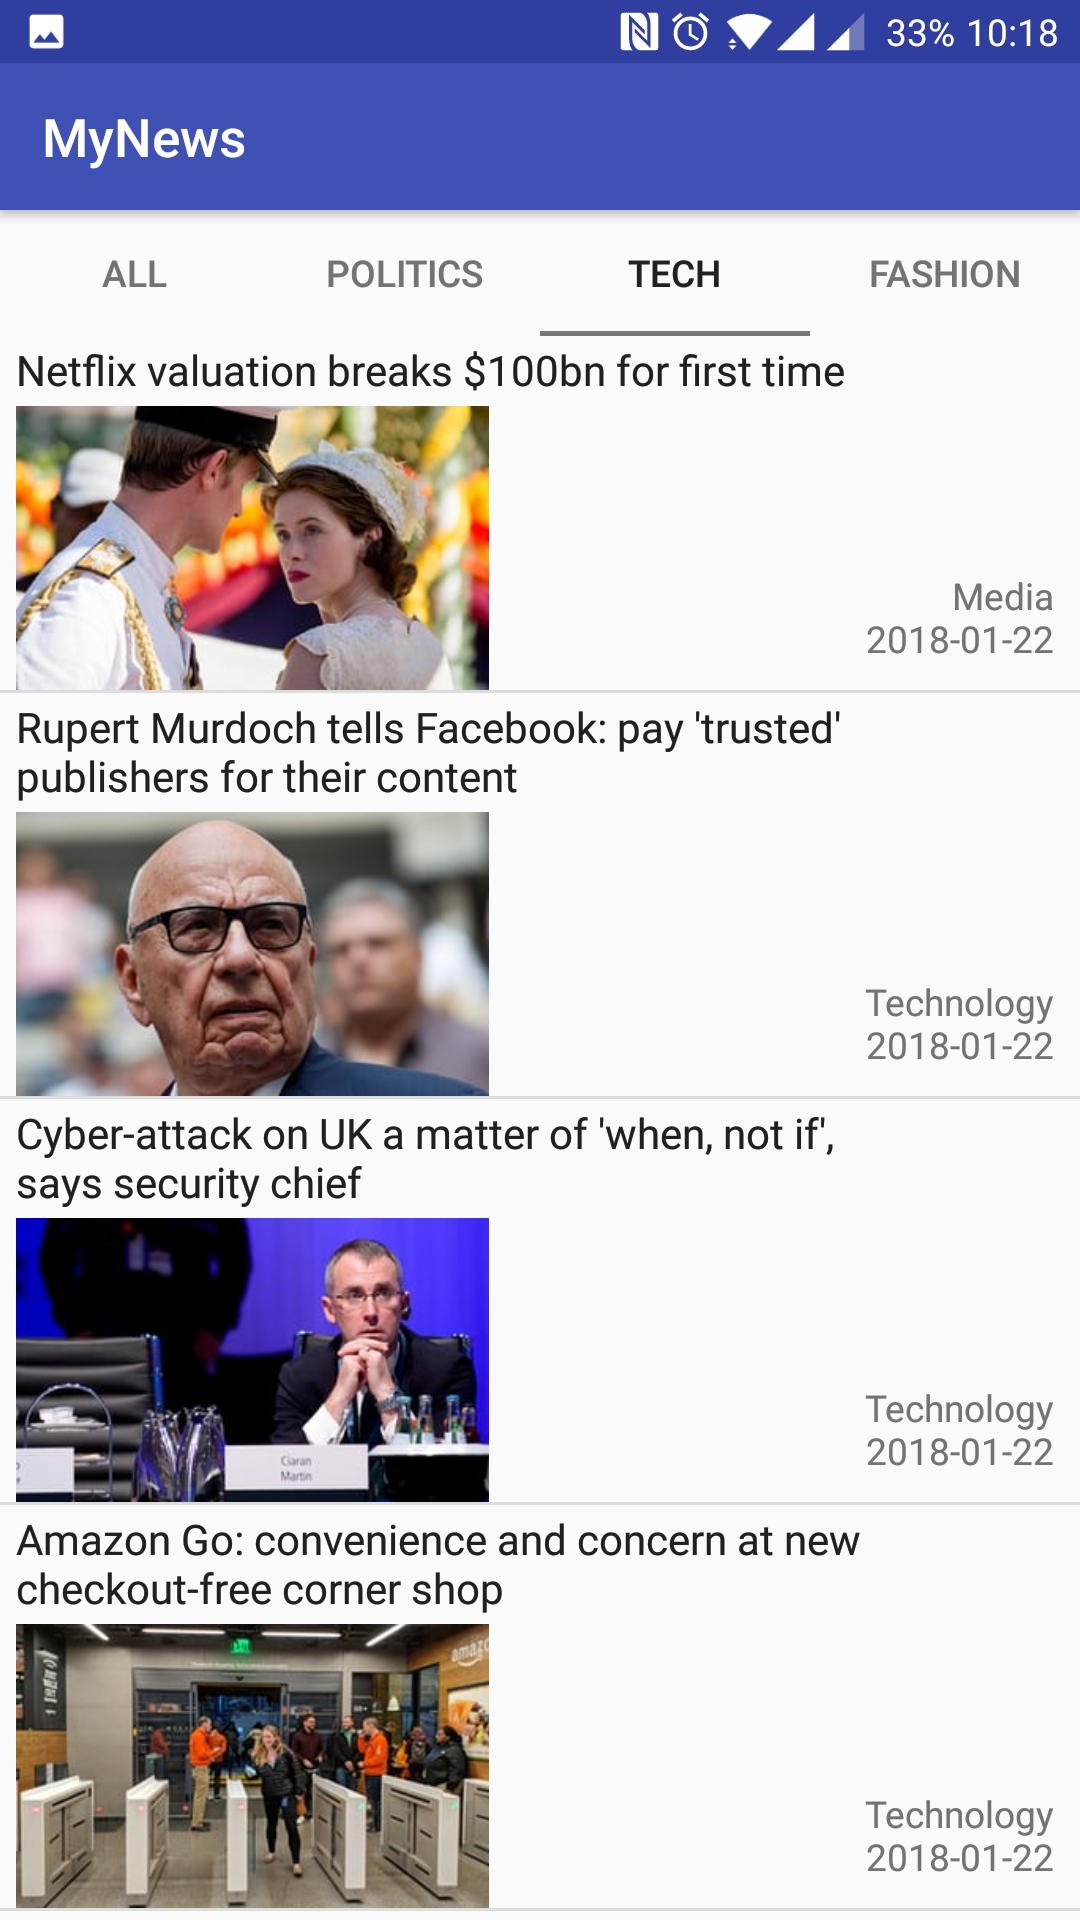 33% 10:18
MyNews
ALL POLITICS TECH FASHION
Netflix valuation breaks $100bn for first time
Media
2018-01-22
Rupert Murdoch tells Facebook: pay 'trusted'
publishers for their content
Technology
2018-01-22
Cyber-attack on UK a matter of 'when, not if',
says security chief
Ciaran
Martin
Technology
2018-01-22
Amazon Go: convenience and concern at new
checkout-free corner shop
Technology
2018-01-22